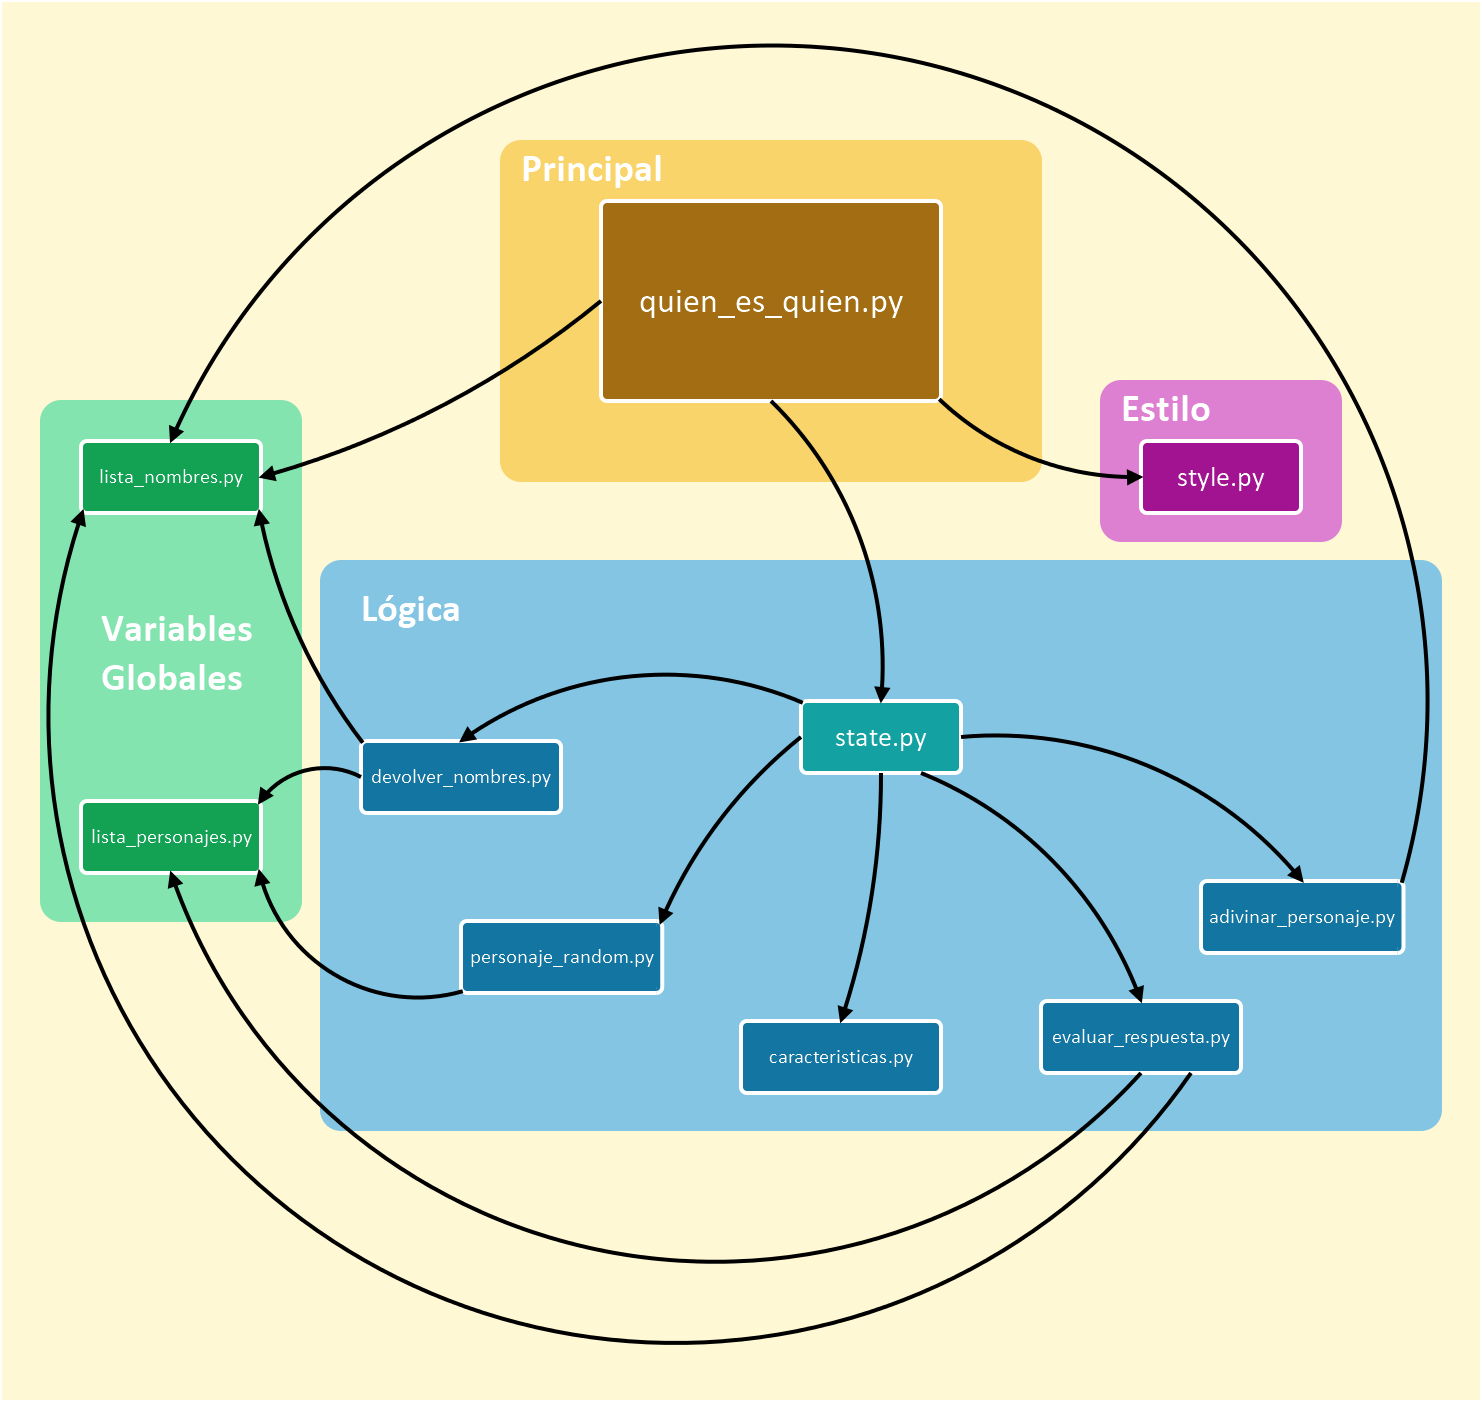 Principal
quien_es_quien.py
Estilo
style.py
lista_nombres.py
Variables
Globales
lista_personajes.py
Lógica
state.py
devolver_nombres.py
personaje_random.py
caracteristicas.py
evaluar_respuesta.py
adivinar_personaje.py